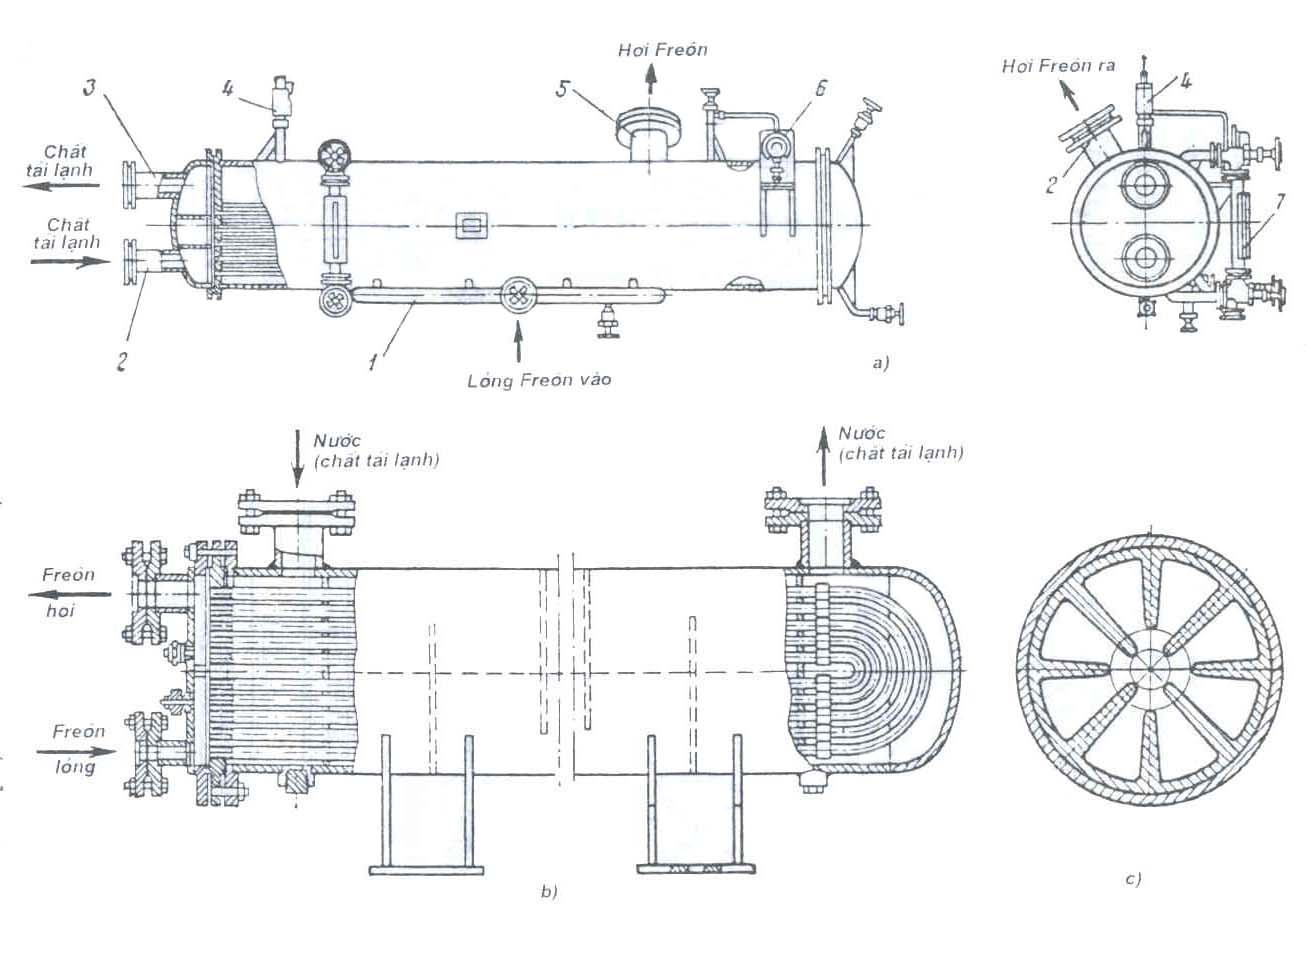 Hơi Freôn
3
4
5
6
Hơi Freôn ra
4
Chất
tải lạnh
Chất
tải lạnh
2
7
2
1
Lỏng Freôn vào
a)
Nước
(chất tải lạnh)
Nước
(chất tải lạnh)
Freôn
hơi
Freôn
lỏng
b)
c)